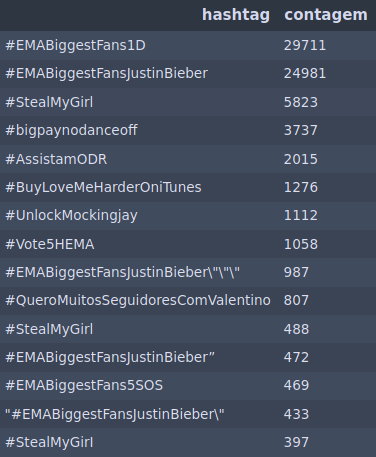 hashtag contagem
#EMABiggestFans1D 29711
#EMABiggestFansJustinBieber 24981
#StealMyGirl 5823
#bigpaynodanceoff 3737
#AssistamODR 2015
#BuyLoveMeHarderOniTunes 1276
#UnlockMockingjay 1112
#Vote5HEMA 1058
#EMABiggestFansJustinBieber\"\"\" 987
#QueroMuitosSeguidoresComValentino 807
#StealMyGirl 488
#EMABiggestFansJustinBieber” 472
#EMABiggestFans5SOS 469
"#EMABiggestFansJustinBieber\" 433
#StealMyGirI 397